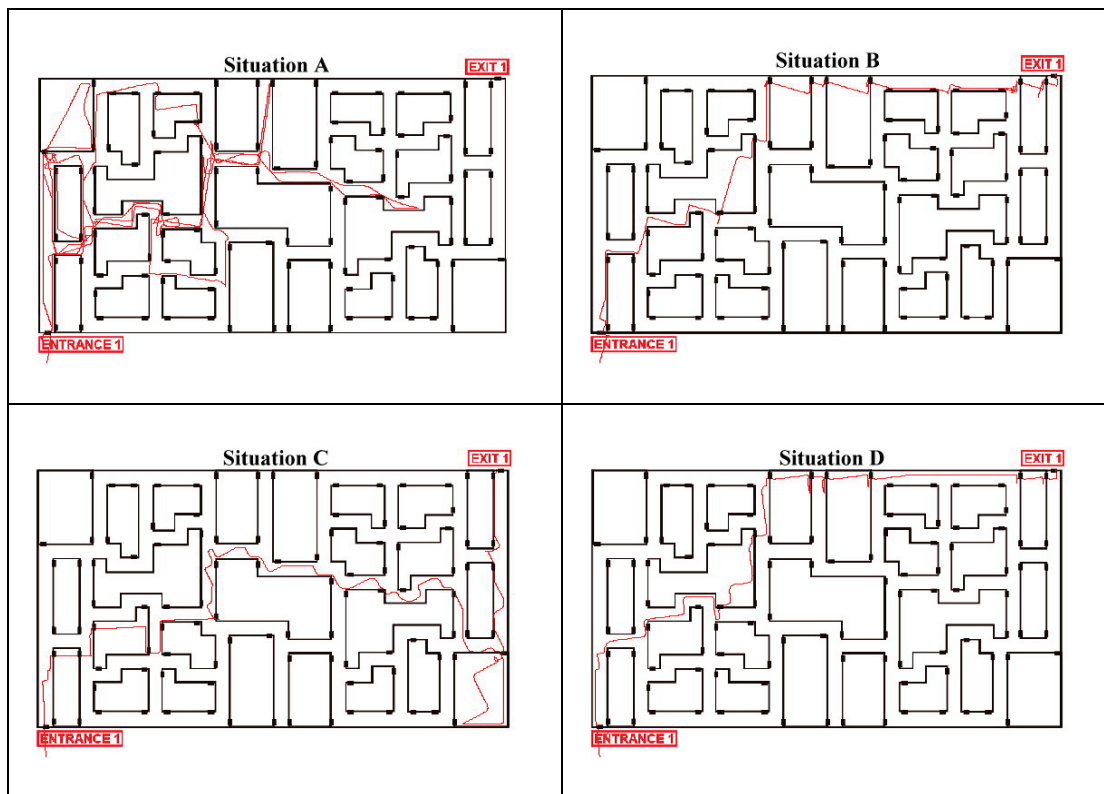 Situation A
EXIT 1
ENTRANCE 1
Situation B
EXIT 1
ENTRANCE 1
Situation C
EXIT 1
ENTRANCE 1
Situation D
EXIT 1
ENTRANCE 1